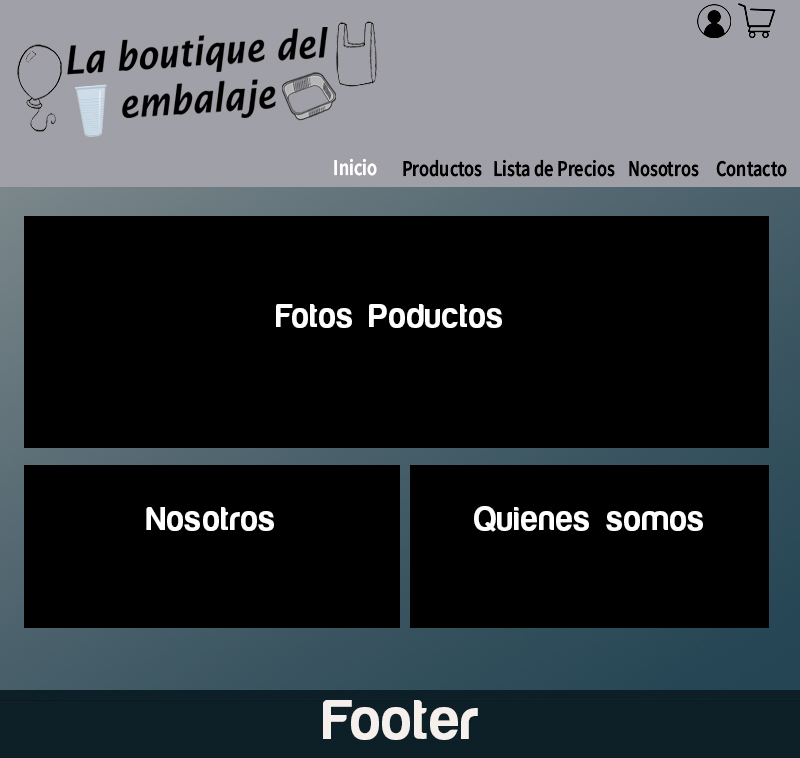 La boutique del
embalaje
Inicio Productos Lista de Precios Nosotros Contacto
Fotos Poductos
Nosotros
Quienes somos
Footer